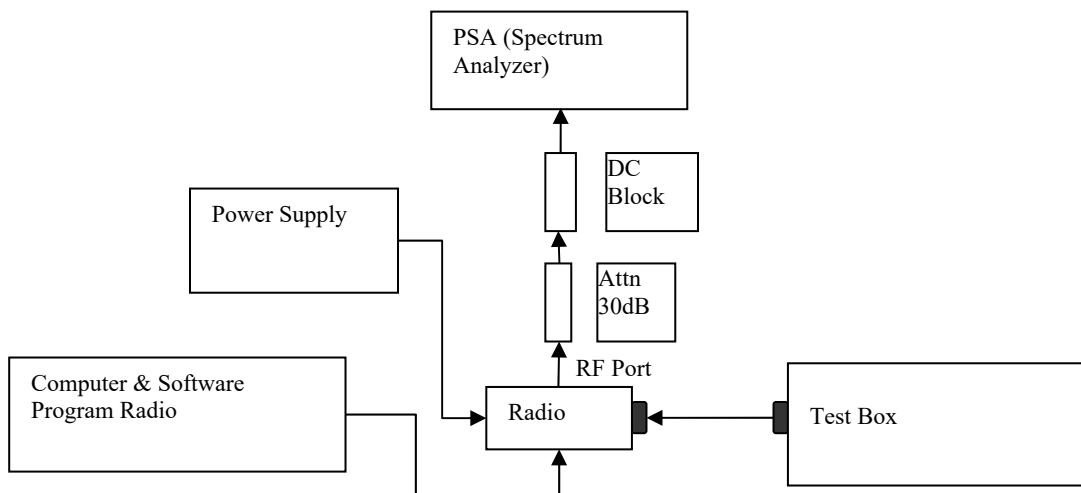 PSA (Spectrum
Analyzer)
DC
Block
Power Supply
Attn
30dB
RF Port
Computer & Software
Program Radio
Radio
Test Box